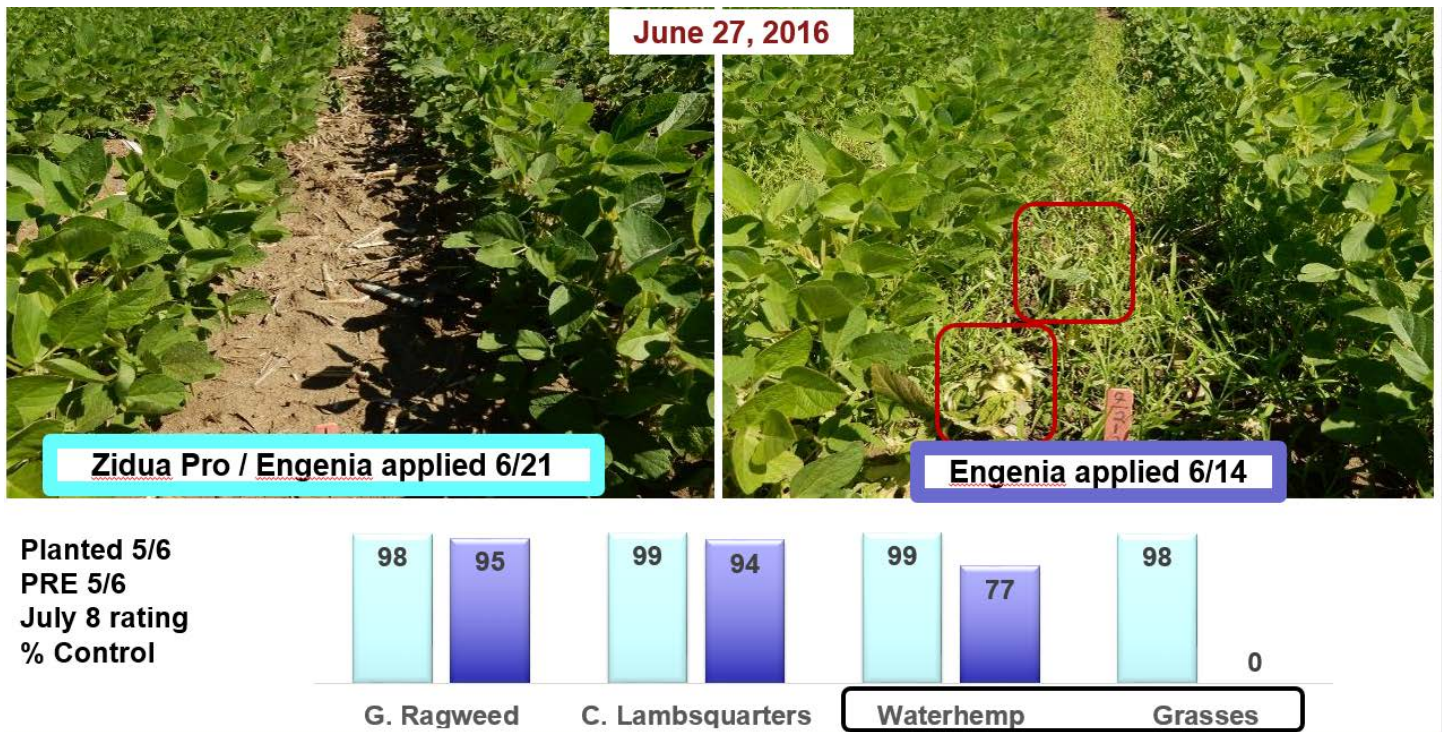 June 27, 2016
Zidua Pro / Engenia applied 6/21
Engenia applied 6/14
Planted 5/6
PRE 5/6
July 8 rating
% Control
98 95 99 94 99 77 98 0
G. Ragweed C. Lambsquarters Waterhemp Grasses